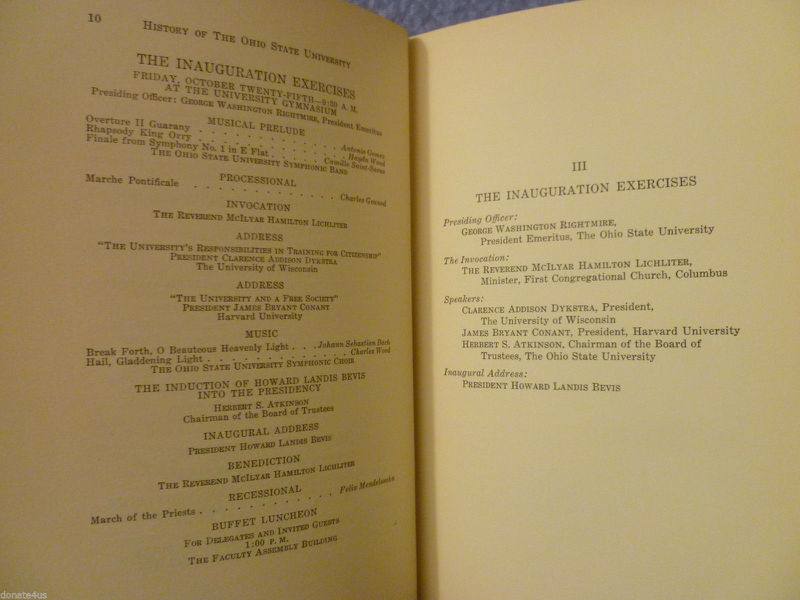 10
HISTORY OF THE OHIO STATE UNIVERSITY
THE INAUGURATION EXERCISES
FRIDAY, OCTOBER TWENTY-FIFTH—9:30 A. M.
AT THE UNIVERSITY GYMNASIUM
Presiding Officer: GEORGE WASHINGTON RIGHTMIRE, President Emeritus
MUSICAL PRELUDE
Overture Il Guarany . . . . . . . . . . . . Antonio Gomez
Rhapsody King Orry . . . . . . . . . . . . Haydn Wood
Finale from Symphony No. 1 in E Flat . . . . . Camille Saint-Saens
THE OHIO STATE UNIVERSITY SYMPHONIC BAND
PROCESSIONAL
Marche Pontificale . . . . . . . . . . . . Charles Gounod
INVOCATION
THE REVEREND MCILYAR HAMILTON LICHLITER
ADDRESS
"THE UNIVERSITY'S RESPONSIBILITIES IN TRAINING FOR CITIZENSHIP"
PRESIDENT CLARENCE ADDISON DYKSTRA
The University of Wisconsin
ADDRESS
"THE UNIVERSITY AND A FREE SOCIETY"
PRESIDENT JAMES BRYANT CONANT
Harvard University
MUSIC
Break Forth, O Beauteous Heavenly Light . . . Johann Sebastian Bach
Hail, Gladdening Light . . . . . . . . . . . . Charles Wood
THE OHIO STATE UNIVERSITY SYMPHONIC CHOIR
THE INDUCTION OF HOWARD LANDIS BEVIS
INTO THE PRESIDENCY
HERBERT S. ATKINSON
Chairman of the Board of Trustees
INAUGURAL ADDRESS
PRESIDENT HOWARD LANDIS BEVIS
BENEDICTION
THE REVEREND MCILYAR HAMILTON LICHLITER
RECESSIONAL
March of the Priests . . . . . . . . . . . . Felix Mendelssohn
BUFFET LUNCHEON
FOR DELEGATES AND INVITED GUESTS
1:00 P. M.
THE FACULTY ASSEMBLY BUILDING
III
THE INAUGURATION EXERCISES
Presiding Officer:
GEORGE WASHINGTON RIGHTMIRE,
President Emeritus, The Ohio State University
The Invocation:
THE REVEREND MCILYAR HAMILTON LICHLITER,
Minister, First Congregational Church, Columbus
Speakers:
CLARENCE ADDISON DYKSTRA, President,
The University of Wisconsin
JAMES BRYANT CONANT, President, Harvard University
HERBERT S. ATKINSON, Chairman of the Board of
Trustees, The Ohio State University
Inaugural Address:
PRESIDENT HOWARD LANDIS BEVIS
donate4us